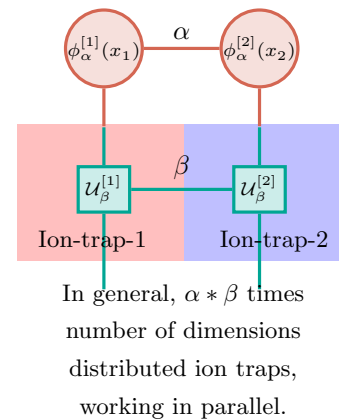 α
ϕ_α^{[1]}(x_1) ϕ_α^{[2]}(x_2)
β
𝒰_β^{[1]} 𝒰_β^{[2]}
Ion-trap-1 Ion-trap-2
In general, α ∗ β times
number of dimensions
distributed ion traps,
working in parallel.